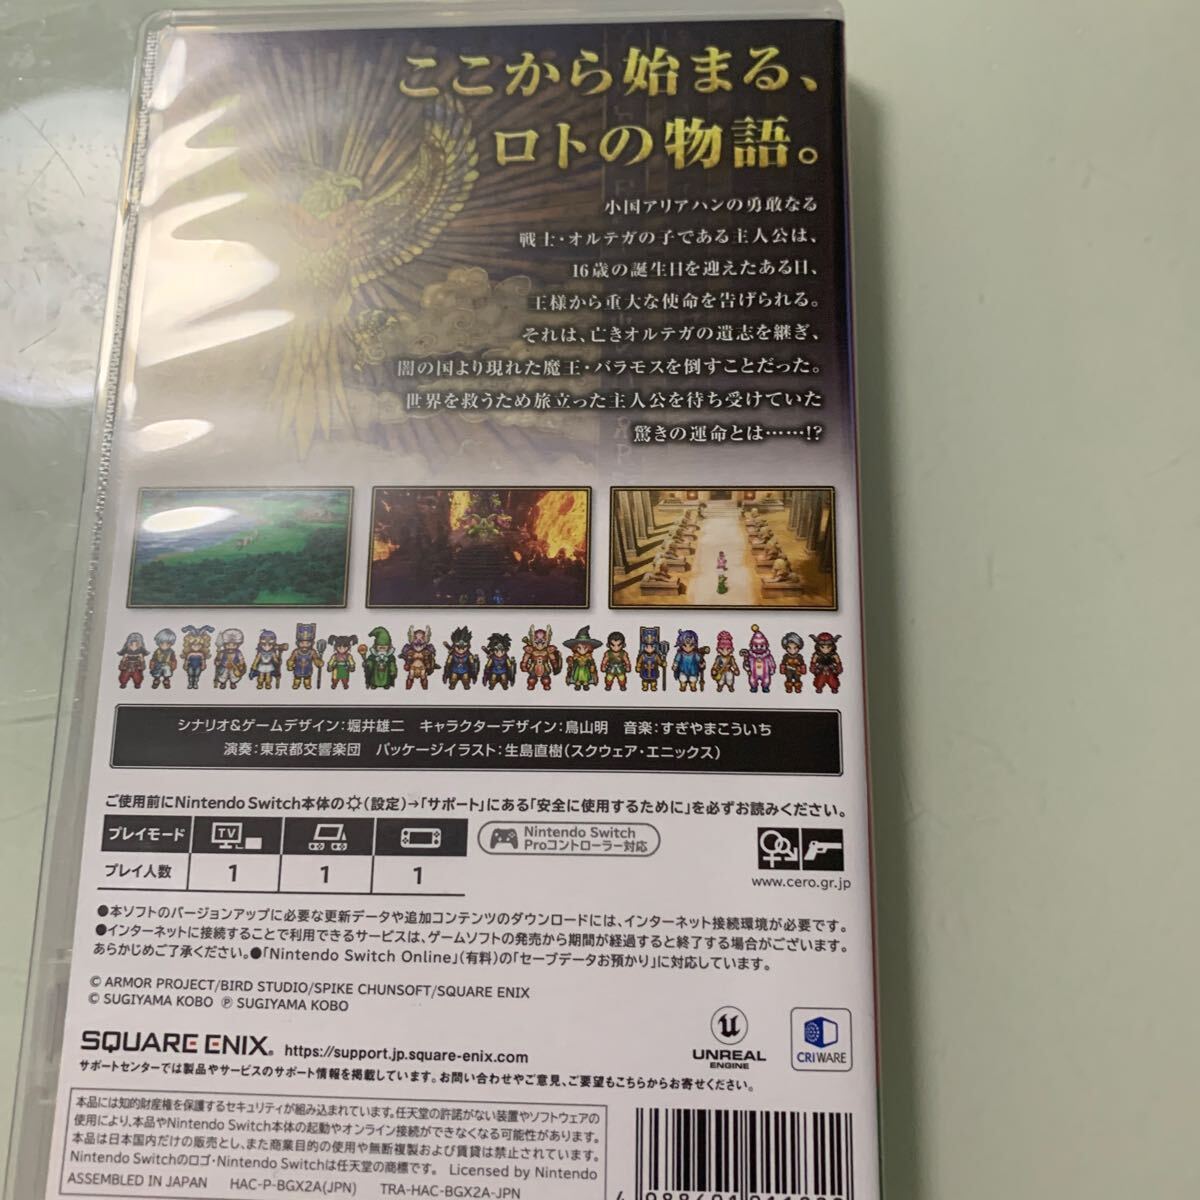 ここから始まる、
ロトの物語。
小国アリアハンの勇敢なる
戦士・オルテガの子である主人公は、
16歳の誕生日を迎えたある日、
王様から重大な使命を告げられる。
それは、亡きオルテガの遺志を継ぎ、
闇の国より現れた魔王・バラモスを倒すことだった。
世界を救うため旅立った主人公を待ち受けていた
驚きの運命とは……!?
シナリオ&ゲームデザイン：堀井雄二　キャラクターデザイン：鳥山明　音楽：すぎやまこういち
演奏：東京都交響楽団　パッケージイラスト：生島直樹(スクウェア・エニックス)
ご使用前にNintendo Switch本体の(設定)→「サポート」にある「安全に使用するために」を必ずお読みください。
プレイモード TV
プレイ人数 1 1 1
Nintendo Switch
Proコントローラー対応
www.cero.gr.jp
●本ソフトのバージョンアップに必要な更新データや追加コンテンツのダウンロードには、インターネット接続環境が必要です。
●インターネットに接続することで利用できるサービスは、ゲームソフトの発売から期間が経過すると終了する場合がございます。
あらかじめご了承ください。●「Nintendo Switch Online」(有料)の「セーブデータお預かり」に対応しています。
© ARMOR PROJECT/BIRD STUDIO/SPIKE CHUNSOFT/SQUARE ENIX
© SUGIYAMA KOBO ℗ SUGIYAMA KOBO
SQUARE ENIX. https://support.jp.square-enix.com
UNREAL
ENGINE
CRIWARE
サポートセンターでは製品やサービスのサポート情報を掲載しています。お問い合わせやご意見、ご要望もこちらからお寄せください。
本品には知的財産権を保護するセキュリティが組み込まれています。任天堂の許諾がない装置やソフトウェアの
使用により、本品やNintendo Switch本体の起動やオンライン接続ができなくなる可能性があります。
本品は日本国内だけの販売とし、また商業目的の使用や無断複製および賃貸は禁止されています。
Nintendo Switchのロゴ・Nintendo Switchは任天堂の商標です。 Licensed by Nintendo
ASSEMBLED IN JAPAN HAC-P-BGX2A(JPN) TRA-HAC-BGX2A-JPN